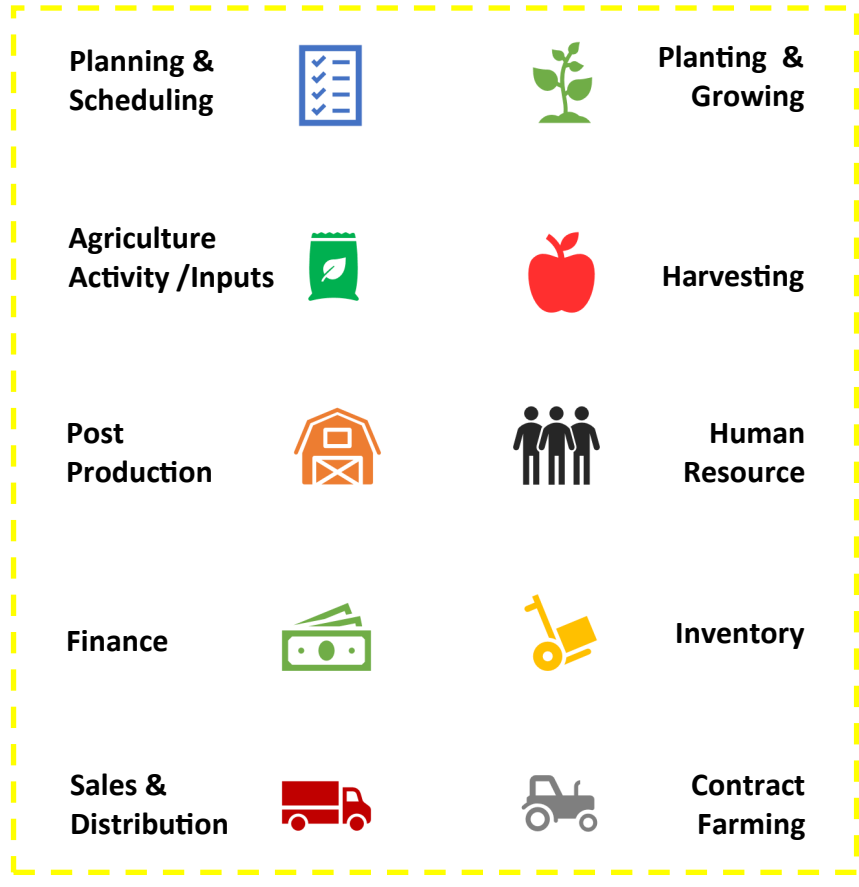 Planning &
Scheduling
Planting & 
Growing
Agriculture
Activity /Inputs
Harvesting
Post
Production
Human
Resource
Finance
Inventory
Sales &
Distribution
Contract
Farming